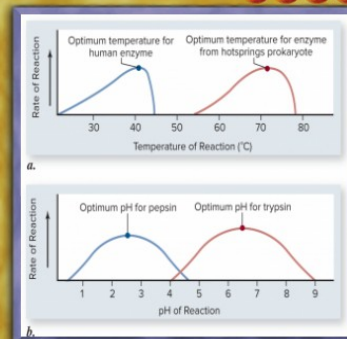 Optimum temperature for
human enzyme
Optimum temperature for enzyme
from hotsprings prokaryote
Rate of Reaction
30 40 50 60 70 80
Temperature of Reaction (˚C)
a.
Optimum pH for pepsin
Optimum pH for trypsin
Rate of Reaction
1 2 3 4 5 6 7 8 9
pH of Reaction
b.